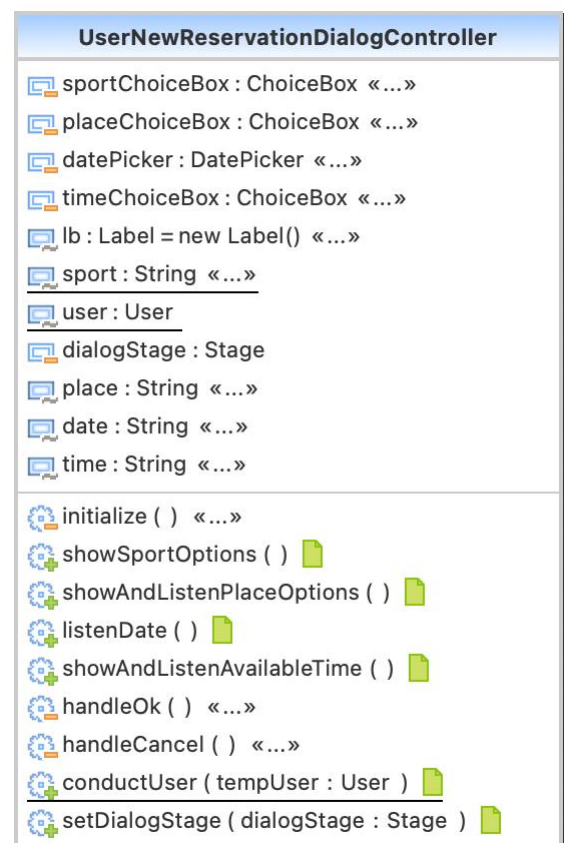 UserNewReservationDialogController
sportChoiceBox : ChoiceBox «...»
placeChoiceBox : ChoiceBox «...»
datePicker : DatePicker «...»
timeChoiceBox : ChoiceBox «...»
lb : Label = new Label() «...»
sport : String «...»
user : User
dialogStage : Stage
place : String «...»
date : String «...»
time : String «...»
initialize ( ) «...»
showSportOptions ( )
showAndListenPlaceOptions ( )
listenDate ( )
showAndListenAvailableTime ( )
handleOk ( ) «...»
handleCancel ( ) «...»
conductUser ( tempUser : User )
setDialogStage ( dialogStage : Stage )